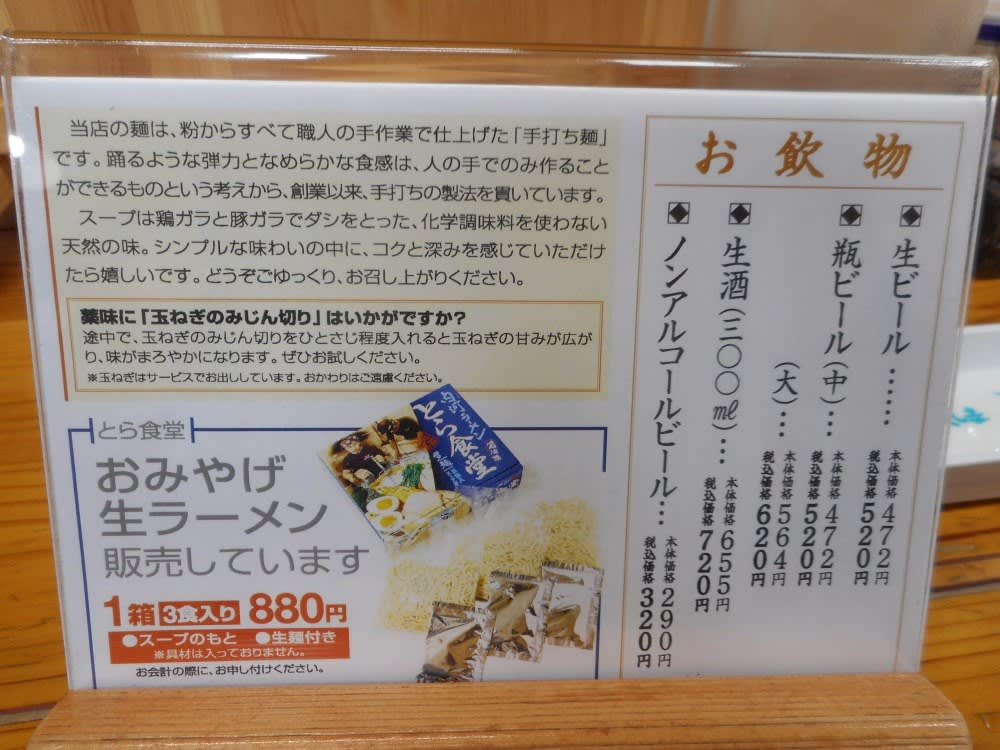 当店の麺は、粉からすべて職人の手作業で仕上げた「手打ち麺」
です。踊るような弾力となめらかな食感は、人の手でのみ作ること
ができるものという考えから、創業以来、手打ちの製法を貫いています。
スープは鶏ガラと豚ガラでダシをとった、化学調味料を使わない
天然の味。シンプルな味わいの中に、コクと深みを感じていただけ
たら嬉しいです。どうぞごゆっくり、お召し上がりください。
薬味に「玉ねぎのみじん切り」はいかがですか？
途中で、玉ねぎのみじん切りをひとさじ程度入れると玉ねぎの甘みが広が
り、味がまろやかになります。ぜひお試しください。
※玉ねぎはサービスでお出ししています。おかわりはご遠慮ください。
とら食堂
おみやげ
生ラーメン
販売しています
白河ラーメン
とら食堂
1箱 3食入り 880円
●スープのもと ●生麺付き
※具材は入っておりません。
お会計の際に、お申し付けください。
お飲物
◆生ビール……
本体価格472円
税込価格520円
◆瓶ビール（中）…
本体価格472円
税込価格520円
（大）…
本体価格564円
税込価格620円
◆生酒（三〇〇㎖）…
本体価格655円
税込価格720円
◆ノンアルコールビール…
本体価格290円
税込価格320円